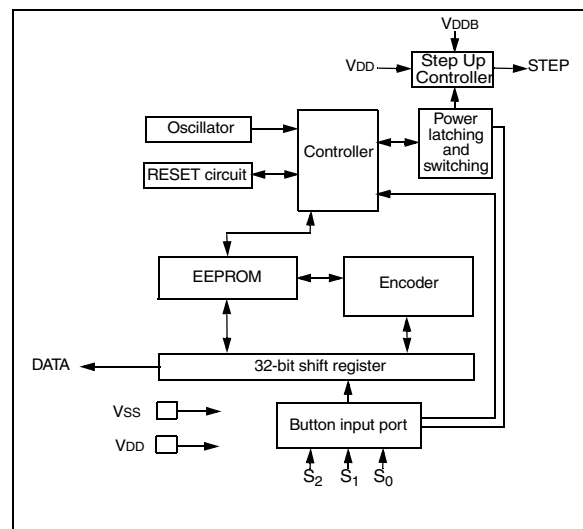 VDDB
VDD
Step Up
Controller
STEP
Oscillator
Controller
Power
latching
and
switching
RESET circuit
EEPROM
Encoder
DATA
32-bit shift register
VSS
Button input port
VDD
S2
S1
S0